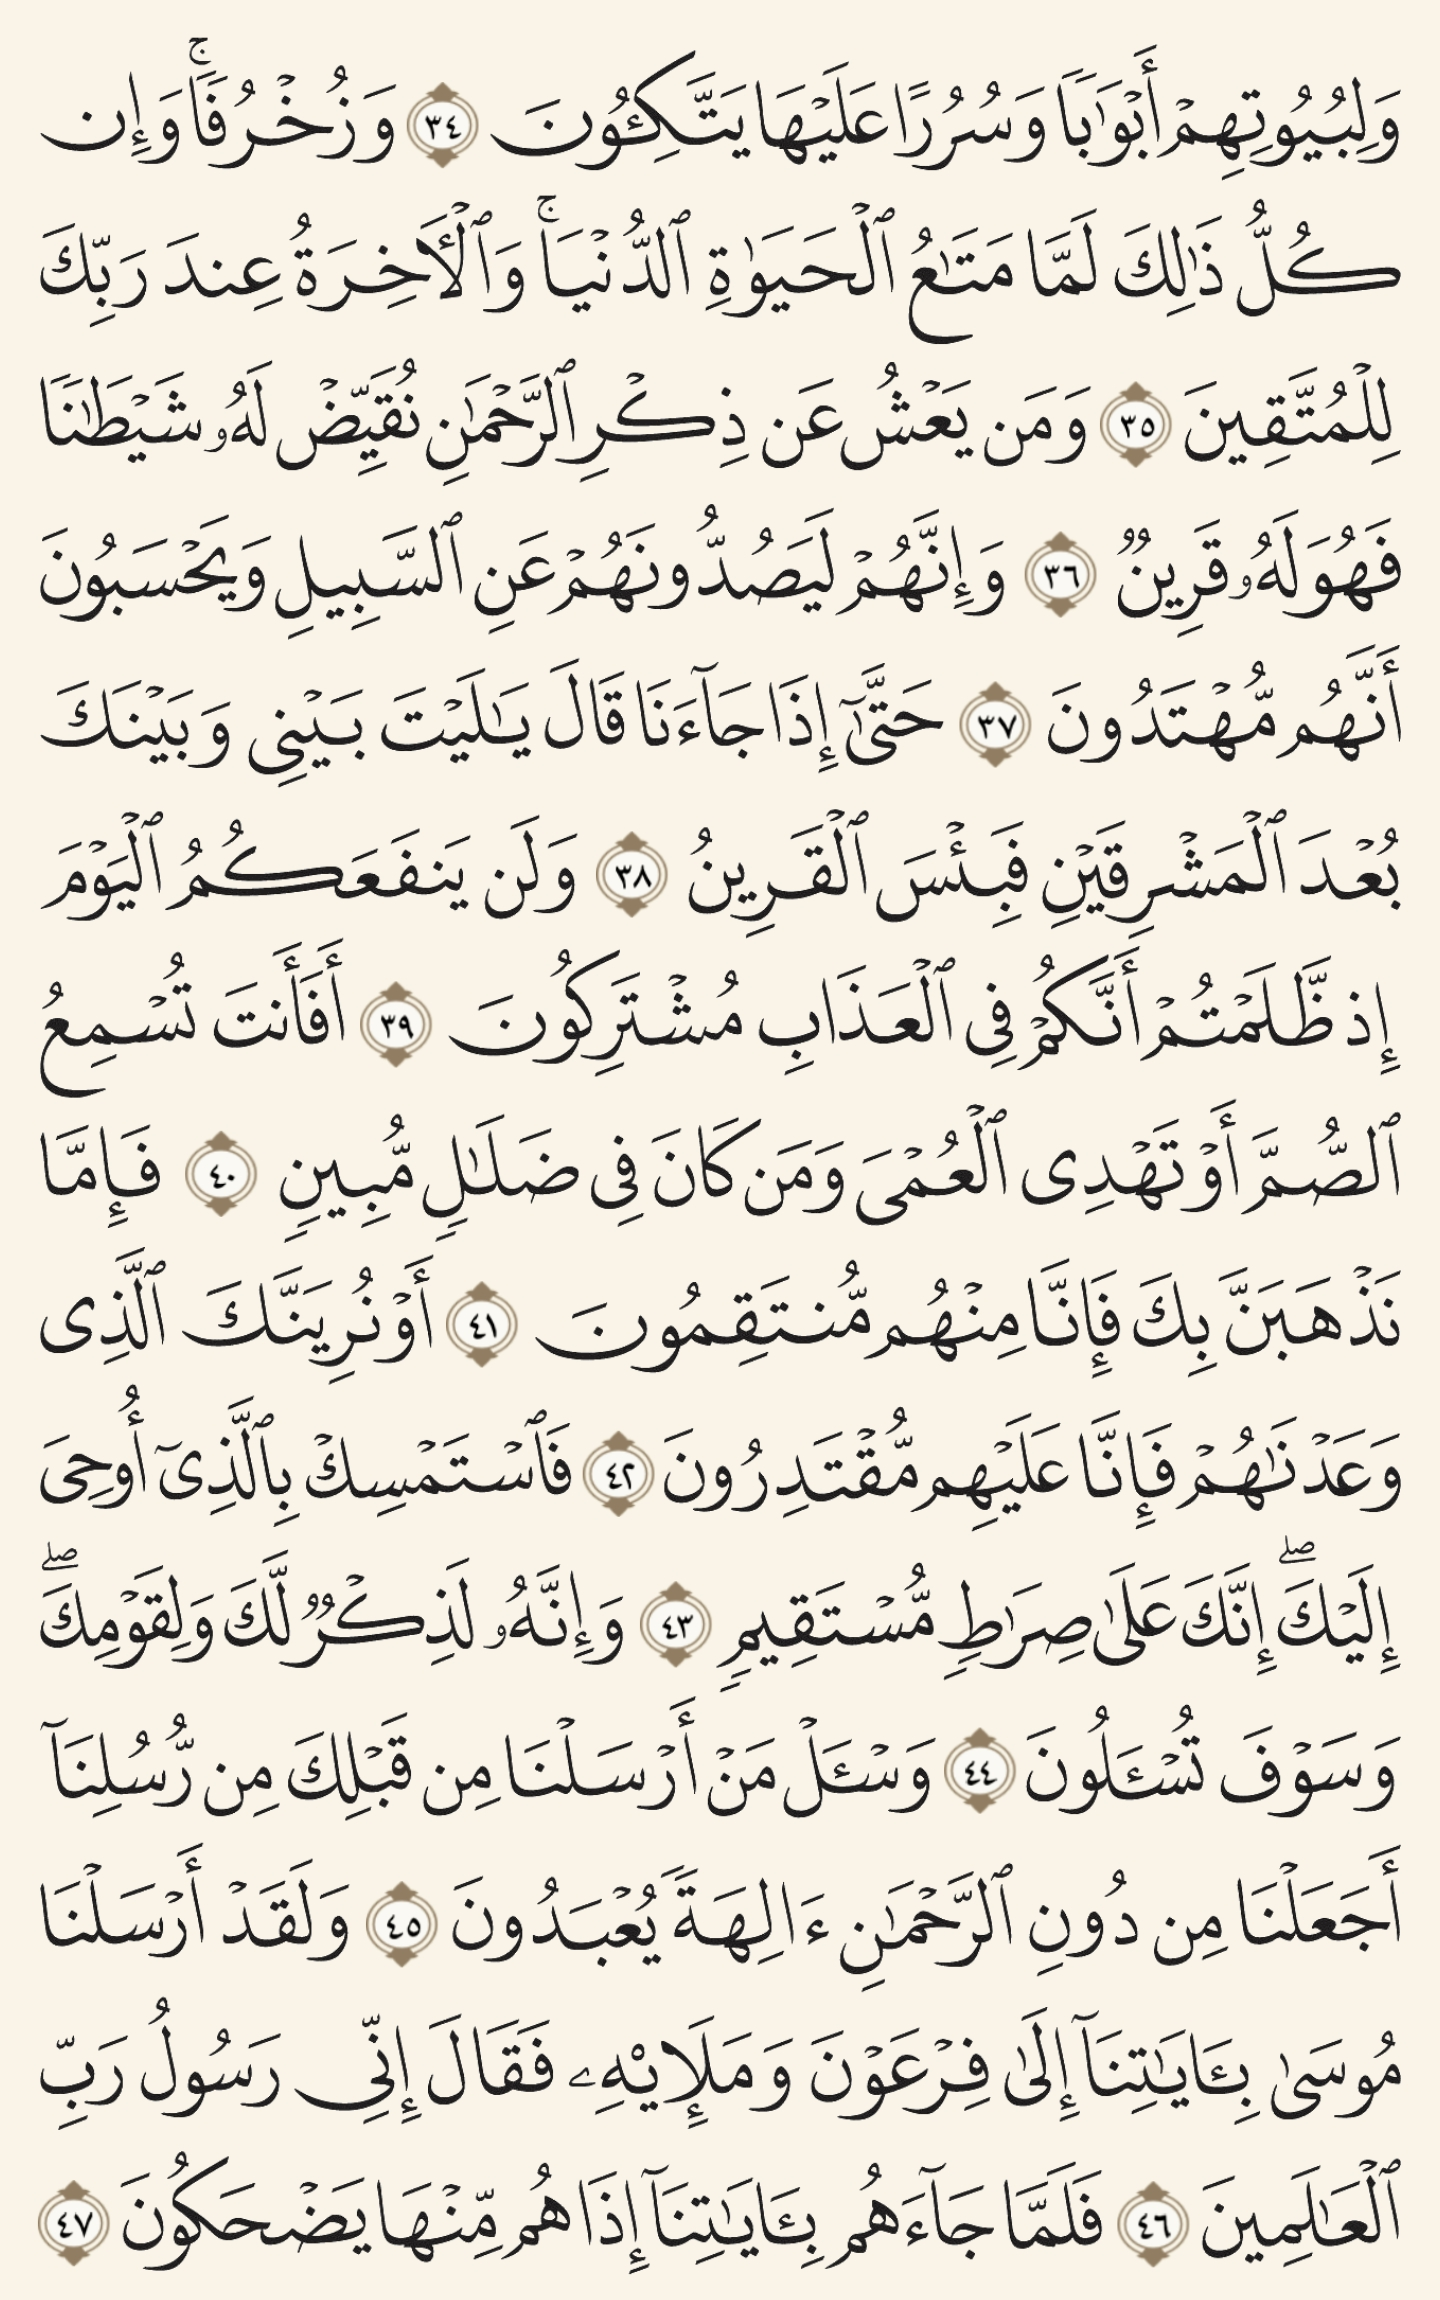 وَلِبُيُوتِهِمۡ أَبۡوَٰبٗا وَسُرُرًا عَلَيۡهَا يَتَّكِـُٔونَ ٣٤ وَزُخۡرُفٗاۚ وَإِن
كُلُّ ذَٰلِكَ لَمَّا مَتَٰعُ ٱلۡحَيَوٰةِ ٱلدُّنۡيَاۚ وَٱلۡأٓخِرَةُ عِندَ رَبِّكَ
لِلۡمُتَّقِينَ ٣٥ وَمَن يَعۡشُ عَن ذِكۡرِ ٱلرَّحۡمَٰنِ نُقَيِّضۡ لَهُۥ شَيۡطَٰنٗا
فَهُوَ لَهُۥ قَرِينٞ ٣٦ وَإِنَّهُمۡ لَيَصُدُّونَهُمۡ عَنِ ٱلسَّبِيلِ وَيَحۡسَبُونَ
أَنَّهُم مُّهۡتَدُونَ ٣٧ حَتَّىٰٓ إِذَا جَآءَنَا قَالَ يَٰلَيۡتَ بَيۡنِي وَبَيۡنَكَ
بُعۡدَ ٱلۡمَشۡرِقَيۡنِ فَبِئۡسَ ٱلۡقَرِينُ ٣٨ وَلَن يَنفَعَكُمُ ٱلۡيَوۡمَ
إِذ ظَّلَمۡتُمۡ أَنَّكُمۡ فِي ٱلۡعَذَابِ مُشۡتَرِكُونَ ٣٩ أَفَأَنتَ تُسۡمِعُ
ٱلصُّمَّ أَوۡ تَهۡدِي ٱلۡعُمۡيَ وَمَن كَانَ فِي ضَلَٰلٖ مُّبِينٖ ٤٠ فَإِمَّا
نَذۡهَبَنَّ بِكَ فَإِنَّا مِنۡهُم مُّنتَقِمُونَ ٤١ أَوۡ نُرِيَنَّكَ ٱلَّذِي
وَعَدۡنَٰهُمۡ فَإِنَّا عَلَيۡهِم مُّقۡتَدِرُونَ ٤٢ فَٱسۡتَمۡسِكۡ بِٱلَّذِيٓ أُوحِيَ
إِلَيۡكَۖ إِنَّكَ عَلَىٰ صِرَٰطٖ مُّسۡتَقِيمٖ ٤٣ وَإِنَّهُۥ لَذِكۡرٞ لَّكَ وَلِقَوۡمِكَۖ
وَسَوۡفَ تُسۡـَٔلُونَ ٤٤ وَسۡـَٔلۡ مَنۡ أَرۡسَلۡنَا مِن قَبۡلِكَ مِن رُّسُلِنَآ
أَجَعَلۡنَا مِن دُونِ ٱلرَّحۡمَٰنِ ءَالِهَةٗ يُعۡبَدُونَ ٤٥ وَلَقَدۡ أَرۡسَلۡنَا
مُوسَىٰ بِـَٔايَٰتِنَآ إِلَىٰ فِرۡعَوۡنَ وَمَلَإِيْهِۦ فَقَالَ إِنِّي رَسُولُ رَبِّ
ٱلۡعَٰلَمِينَ ٤٦ فَلَمَّا جَآءَهُم بِـَٔايَٰتِنَآ إِذَا هُم مِّنۡهَا يَضۡحَكُونَ ٤٧